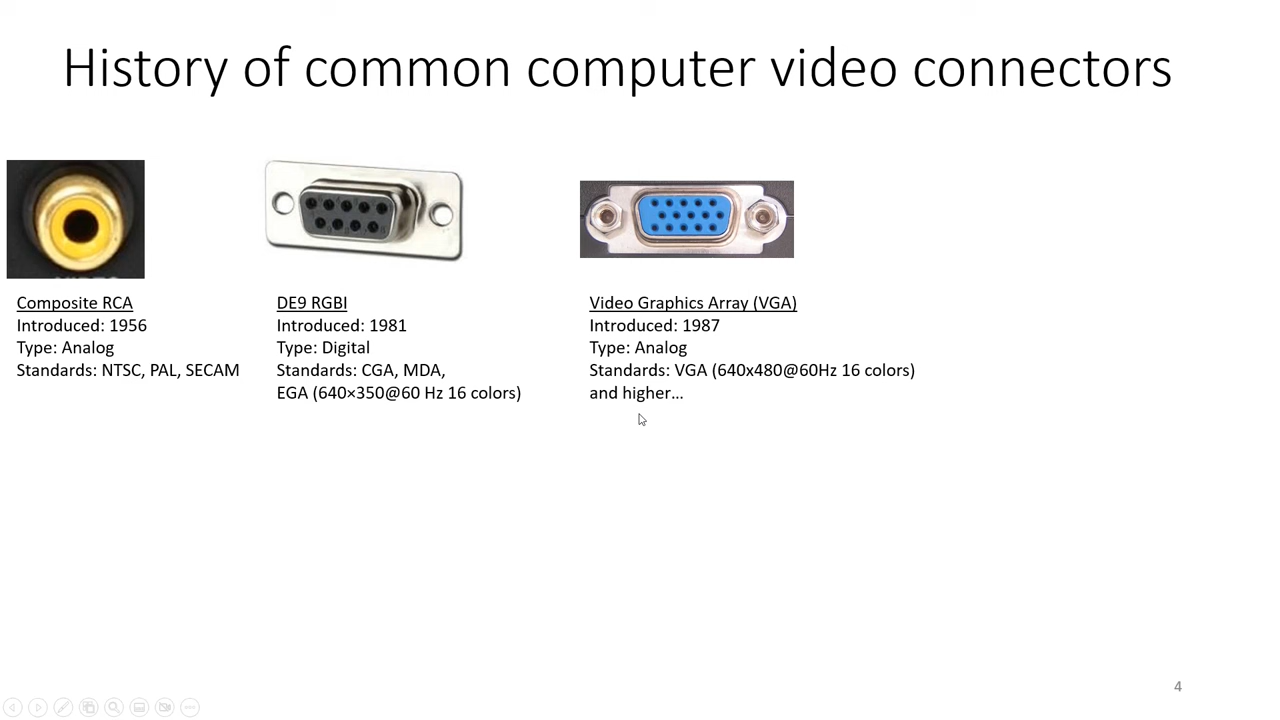 History of common computer video connectors
Composite RCA
Introduced: 1956
Type: Analog
Standards: NTSC, PAL, SECAM
DE9 RGBI
Introduced: 1981
Type: Digital
Standards: CGA, MDA,
EGA (640×350@60 Hz 16 colors)
Video Graphics Array (VGA)
Introduced: 1987
Type: Analog
Standards: VGA (640x480@60Hz 16 colors)
and higher...
4